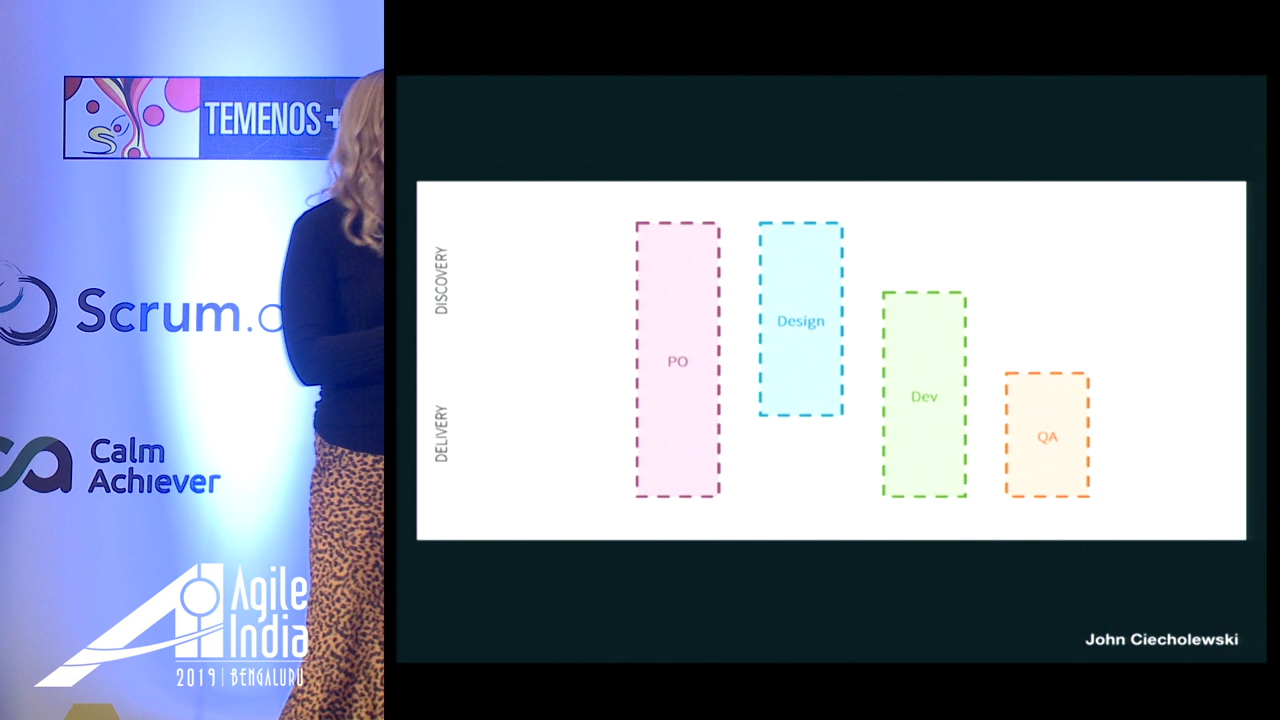 TEMENOS+
Scrum.o
Calm
Achiever
Agile
India
2019 | BENGALURU
DISCOVERY
DELIVERY
PO
Design
Dev
QA
John Ciecholewski